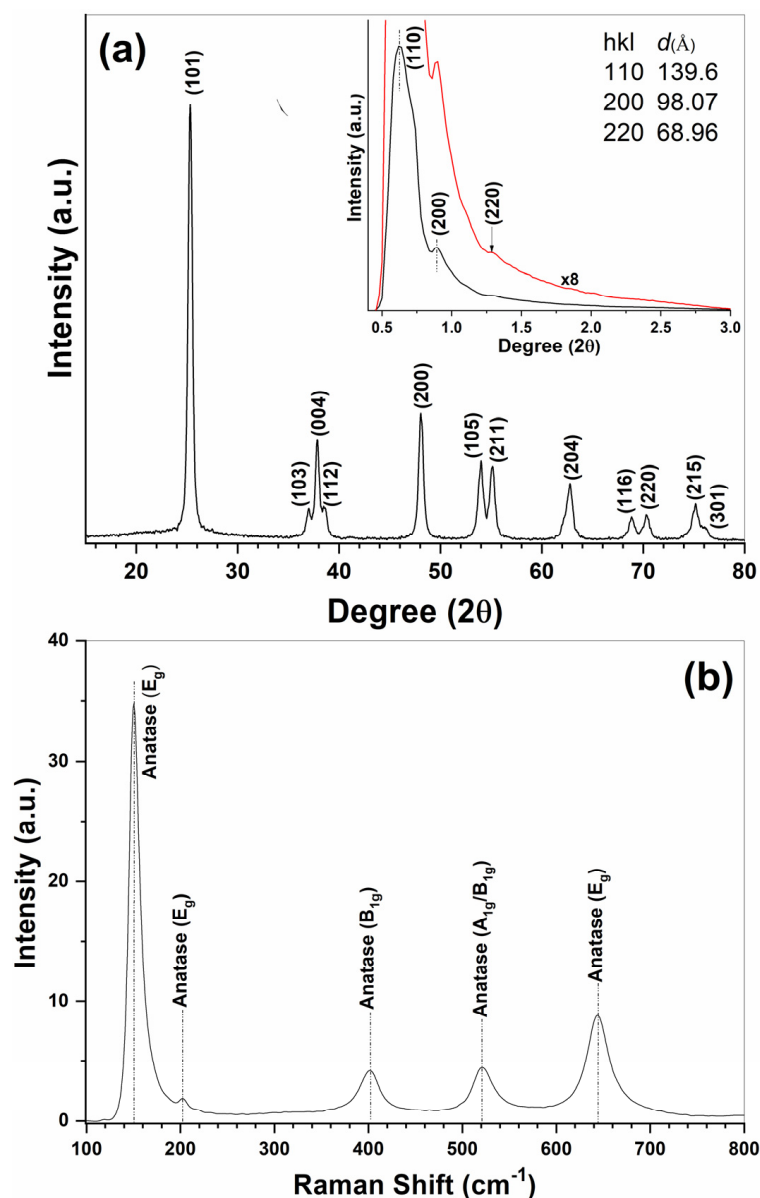 (a)
(101)
(103)
(004)
(112)
(200)
(105)
(211)
(204)
(116)
(220)
(215)
(301)
Intensity (a.u.)
20 30 40 50 60 70 80
Degree (2θ)
(110)
(200)
(220)
x8
hkl d(Å)
110 139.6
200 98.07
220 68.96
Intensity (a.u.)
0.5 1.0 1.5 2.0 2.5 3.0
Degree (2θ)
(b)
Anatase (Eg)
Anatase (Eg)
Anatase (B1g)
Anatase (A1g/B1g)
Anatase (Eg)
Intensity (a.u.)
40
30
20
10
0
100 200 300 400 500 600 700 800
Raman Shift (cm-1)